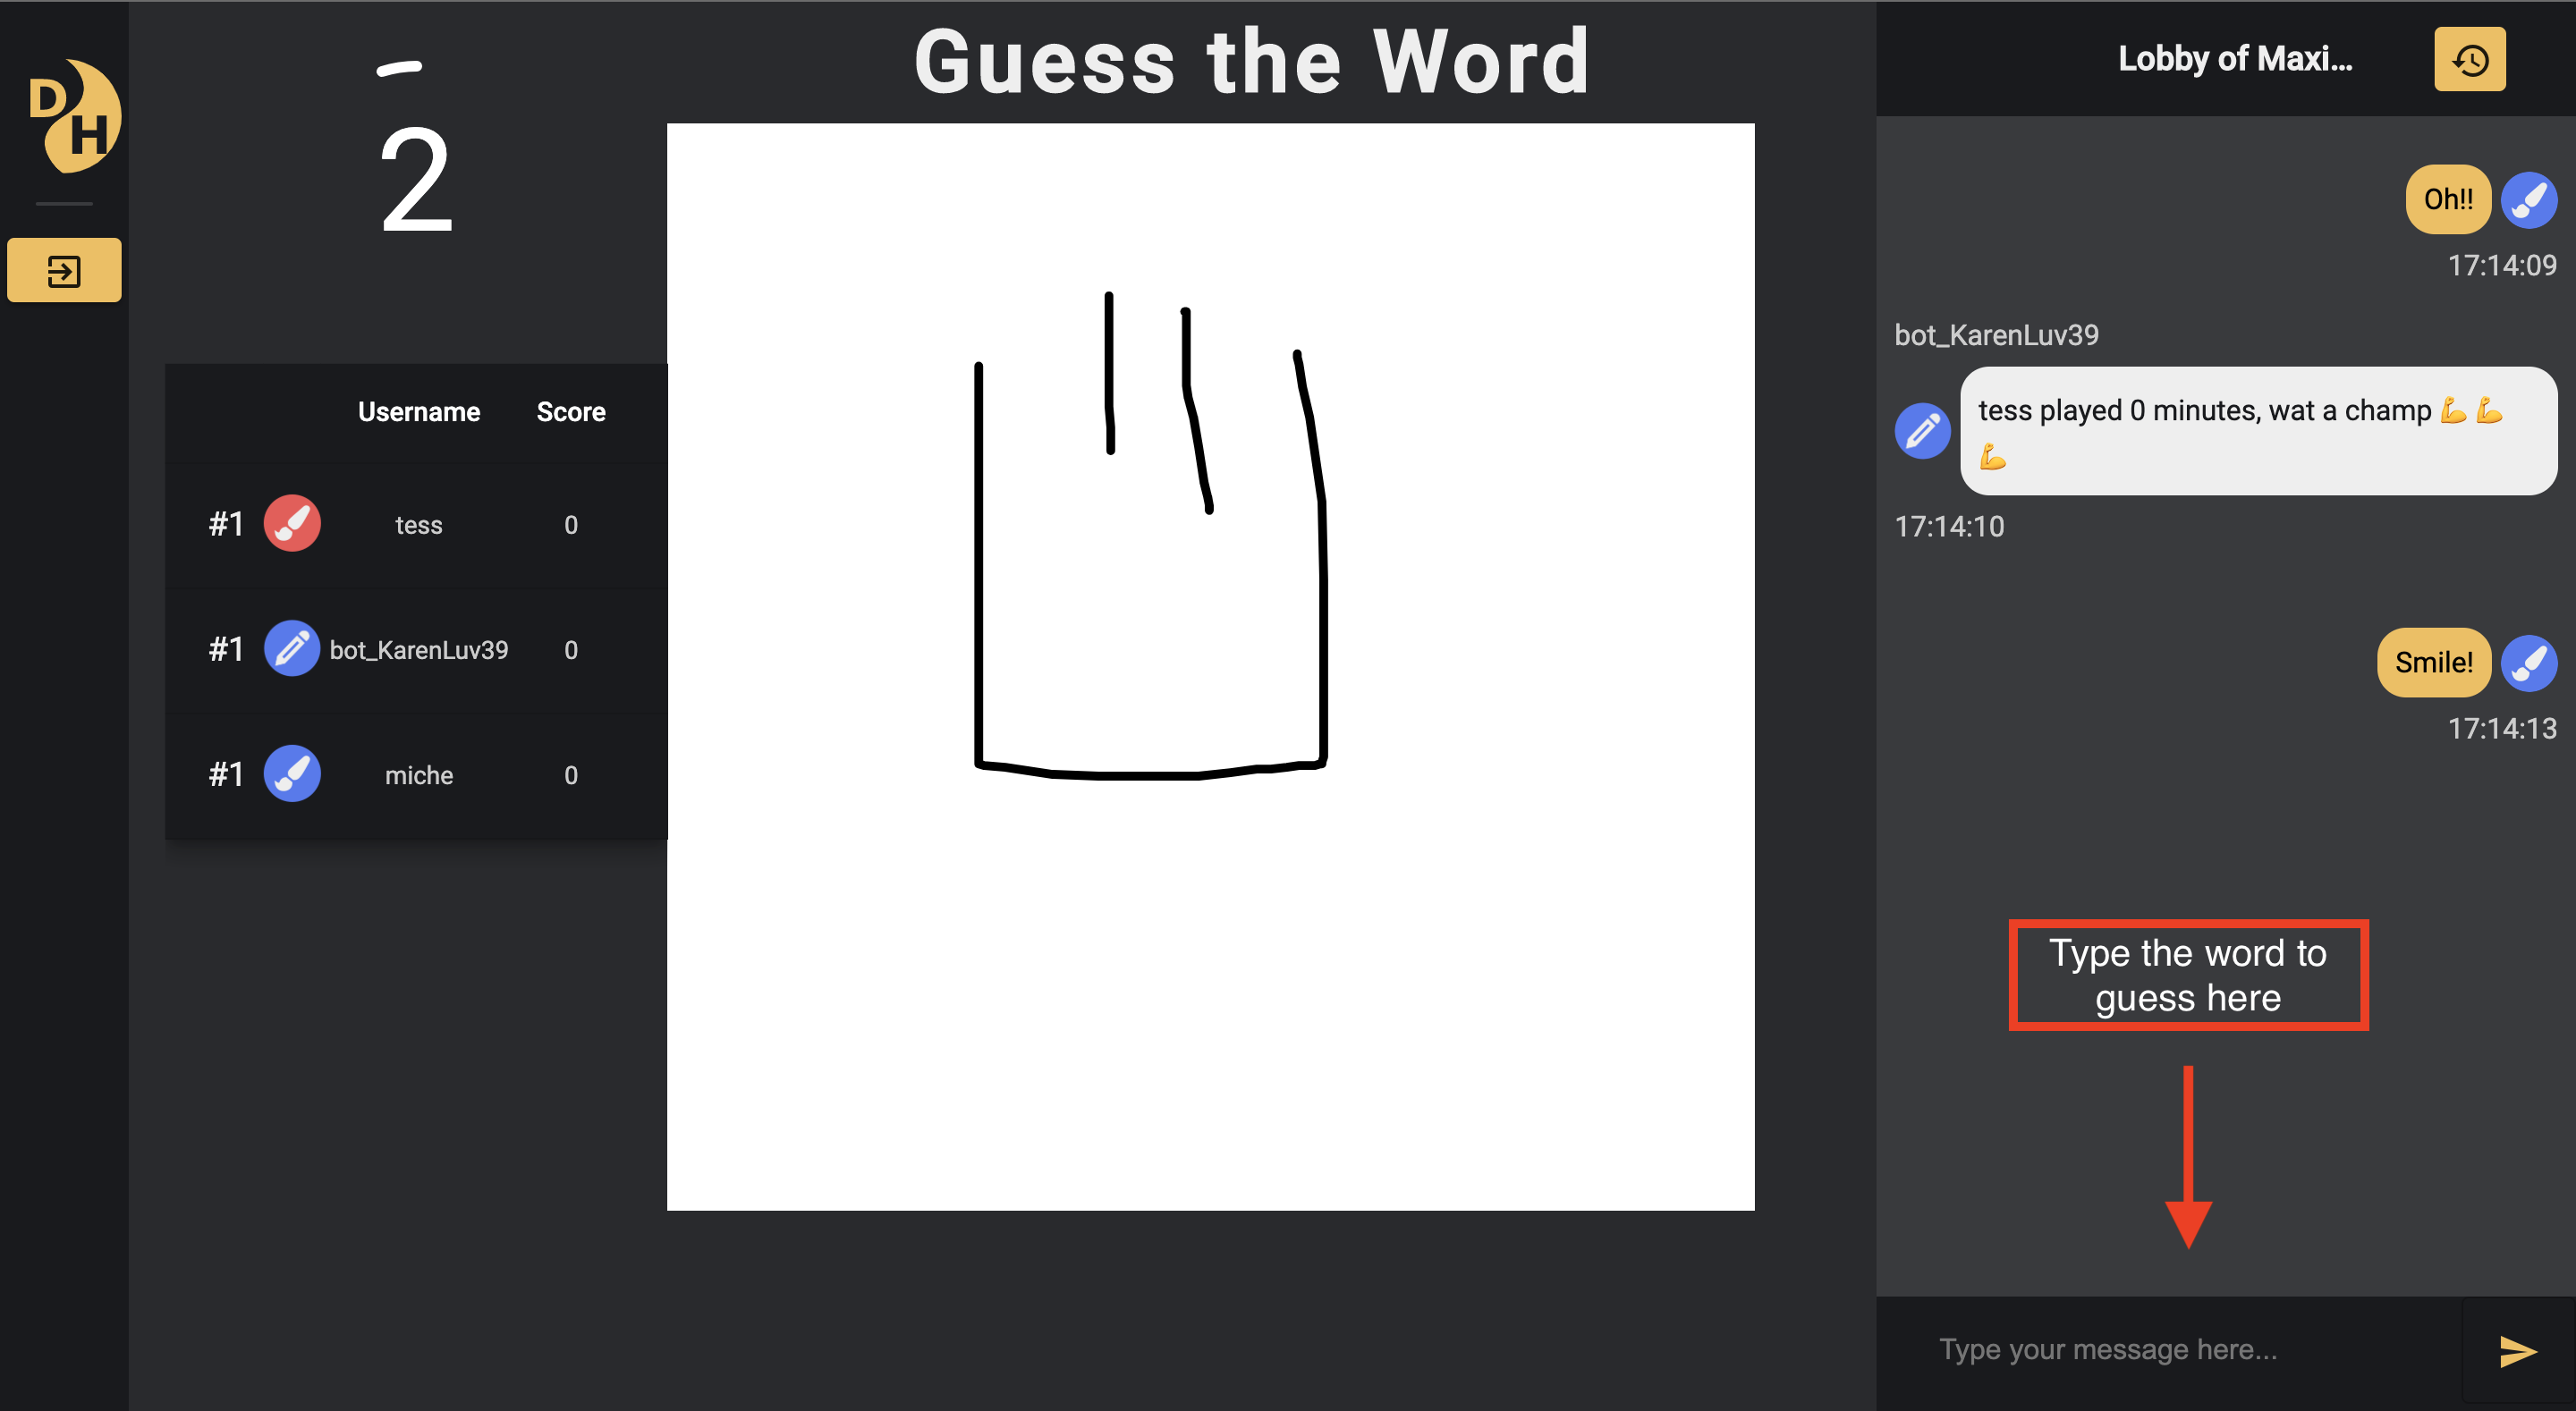 D
H
2
Guess the Word
Username Score
#1 tess 0
#1 bot_KarenLuv39 0
#1 miche 0
Lobby of Maxi...
Oh!!
17:14:09
bot_KarenLuv39
tess played 0 minutes, wat a champ💪💪
💪
17:14:10
Smile!
17:14:13
Type the word to
guess here
Type your message here...